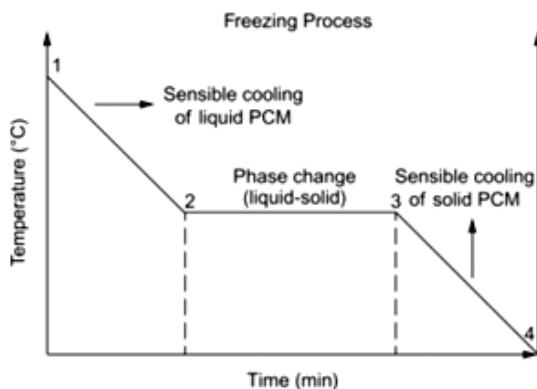 Freezing Process
1
Sensible cooling
of liquid PCM
Temperature (°C)
Phase change
(liquid-solid)
Sensible cooling
of solid PCM
2
3
4
Time (min)